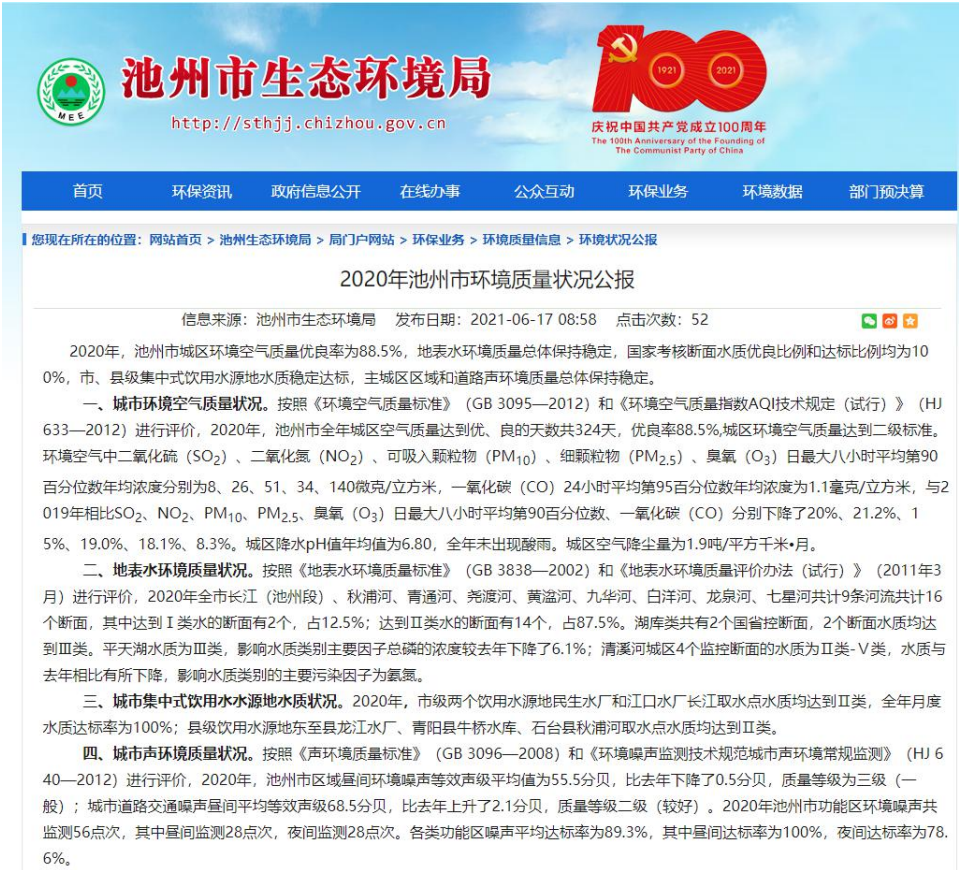 池州市生态环境局
http://sthjj.chizhou.gov.cn
MEE
100
1921
2021
庆祝中国共产党成立100周年
The 100th Anniversary of the Founding of
The Communist Party of China
首页 环保资讯 政府信息公开 在线办事 公众互动 环保业务 环境数据 部门预决算
您现在所在的位置：网站首页 > 池州生态环境局 > 局门户网站 > 环保业务 > 环境质量信息 > 环境状况公报
2020年池州市环境质量状况公报
信息来源：池州市生态环境局 发布日期：2021-06-17 08:58 点击次数：52
2020年，池州市城区环境空气质量优良率为88.5%，地表水环境质量总体保持稳定，国家考核断面水质优良比例和达标比例均为10
0%，市、县级集中式饮用水源地水质稳定达标，主城区区域和道路声环境质量总体保持稳定。
一、城市环境空气质量状况。按照《环境空气质量标准》（GB 3095—2012）和《环境空气质量指数AQI技术规定（试行）》（HJ
633—2012）进行评价，2020年，池州市全年城区空气质量达到优、良的天数共324天，优良率88.5%,城区环境空气质量达到二级标准。
环境空气中二氧化硫（SO₂）、二氧化氮（NO₂）、可吸入颗粒物（PM₁₀）、细颗粒物（PM₂.₅）、臭氧（O₃）日最大八小时平均第90
百分位数年均浓度分别为8、26、51、34、140微克/立方米，一氧化碳（CO）24小时平均第95百分位数年均浓度为1.1毫克/立方米，与2
019年相比SO₂、NO₂、PM₁₀、PM₂.₅、臭氧（O₃）日最大八小时平均第90百分位数、一氧化碳（CO）分别下降了20%、21.2%、1
5%、19.0%、18.1%、8.3%。城区降水pH值年均值为6.80，全年未出现酸雨。城区空气降尘量为1.9吨/平方千米•月。
二、地表水环境质量状况。按照《地表水环境质量标准》（GB 3838—2002）和《地表水环境质量评价办法（试行）》（2011年3
月）进行评价，2020年全市长江（池州段）、秋浦河、青通河、尧渡河、黄湓河、九华河、白洋河、龙泉河、七星河共计9条河流共计16
个断面，其中达到Ⅰ类水的断面有2个，占12.5%；达到Ⅱ类水的断面有14个，占87.5%。湖库类共有2个国省控断面，2个断面水质均达
到Ⅲ类。平天湖水质为Ⅲ类，影响水质类别主要因子总磷的浓度较去年下降了6.1%；清溪河城区4个监控断面的水质为Ⅱ类-Ⅴ类，水质与
去年相比有所下降，影响水质类别的主要污染因子为氨氮。
三、城市集中式饮用水水源地水质状况。2020年，市级两个饮用水源地民生水厂和江口水厂长江取水点水质均达到Ⅱ类，全年月度
水质达标率为100%；县级饮用水源地东至县龙江水厂、青阳县牛桥水库、石台县秋浦河取水点水质均达到Ⅱ类。
四、城市声环境质量状况。按照《声环境质量标准》（GB 3096—2008）和《环境噪声监测技术规范城市声环境常规监测》（HJ 6
40—2012）进行评价，2020年，池州市区域昼间环境噪声等效声级平均值为55.5分贝，比去年下降了0.5分贝，质量等级为三级（一
般）；城市道路交通噪声昼间平均等效声级68.5分贝，比去年上升了2.1分贝，质量等级二级（较好）。2020年池州市功能区环境噪声共
监测56点次，其中昼间监测28点次，夜间监测28点次。各类功能区噪声平均达标率为89.3%，其中昼间达标率为100%，夜间达标率为78.
6%。